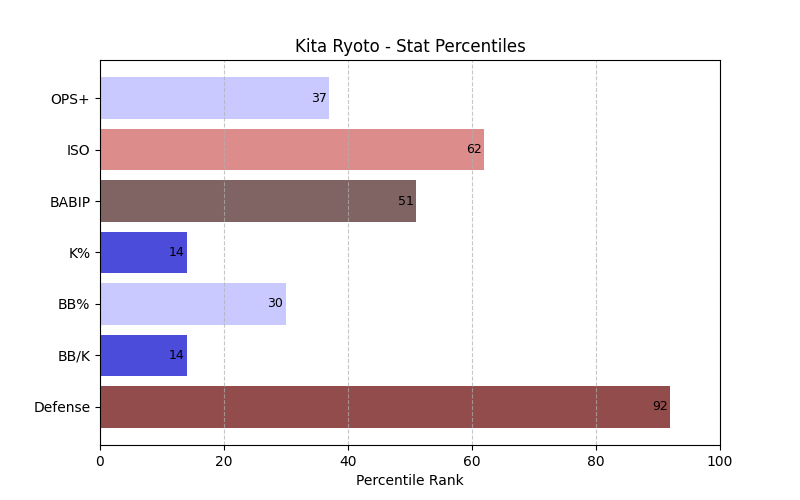 Kita Ryoto - Stat Percentiles
OPS+ 37
ISO 62
BABIP 51
K% 14
BB% 30
BB/K 14
Defense 92
0 20 40 60 80 100
Percentile Rank